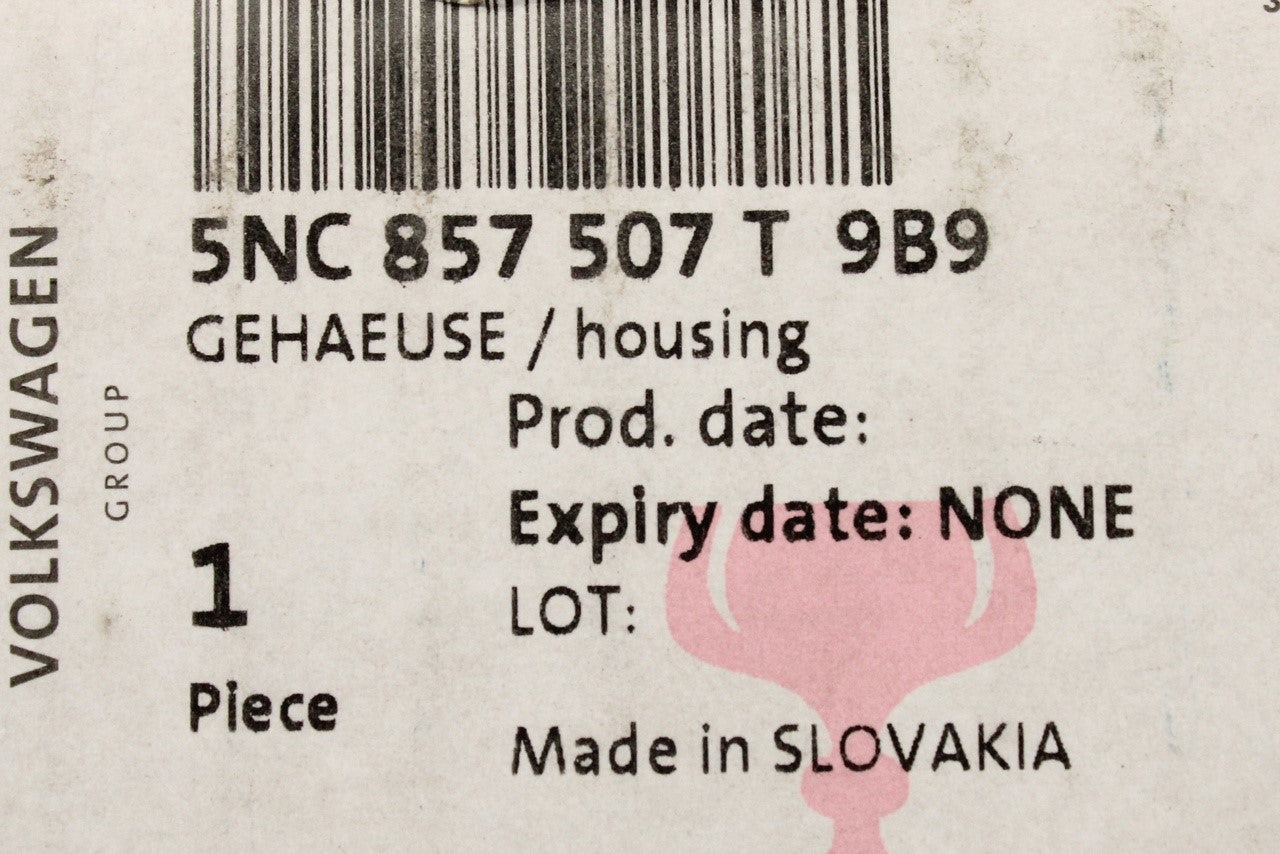 5NC 857 507 T 9B9
GEHAEUSE / housing
Prod. date:
Expiry date: NONE
LOT:
1
Piece
Made in SLOVAKIA
VOLKSWAGEN
GROUP